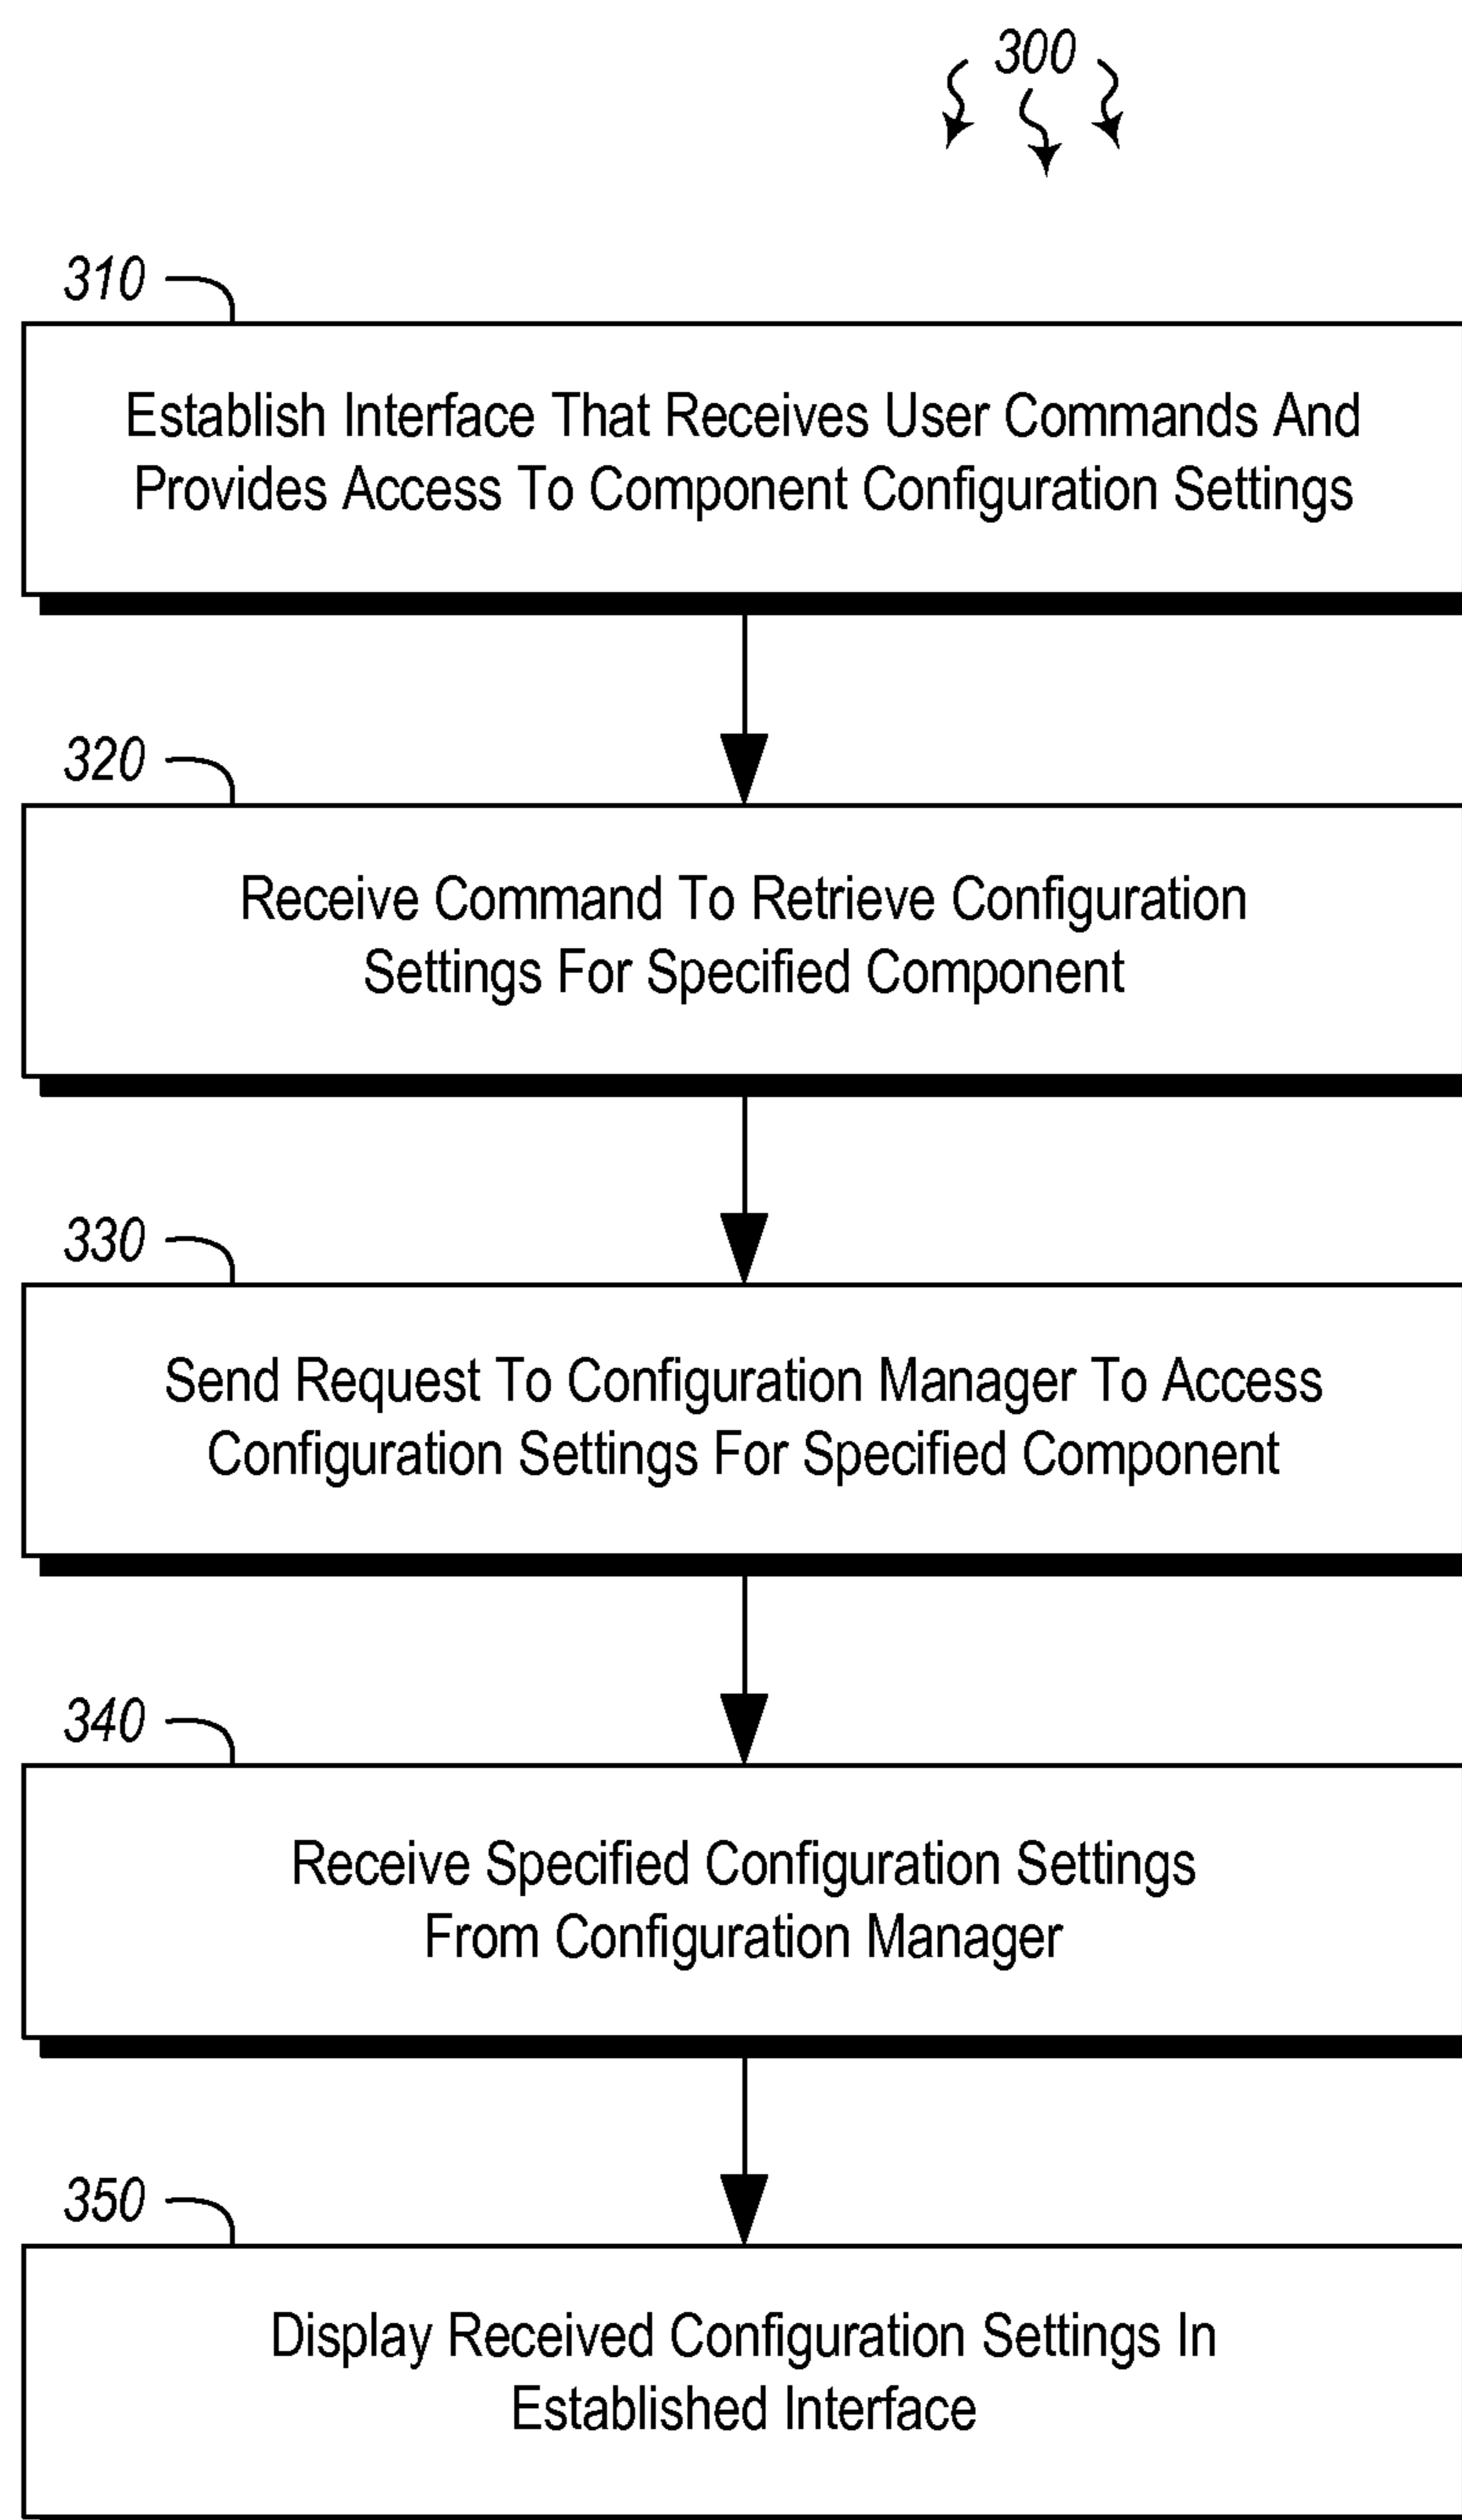 300
310
Establish Interface That Receives User Commands And
Provides Access To Component Configuration Settings
320
Receive Command To Retrieve Configuration
Settings For Specified Component
330
Send Request To Configuration Manager To Access
Configuration Settings For Specified Component
340
Receive Specified Configuration Settings
From Configuration Manager
350
Display Received Configuration Settings In
Established Interface